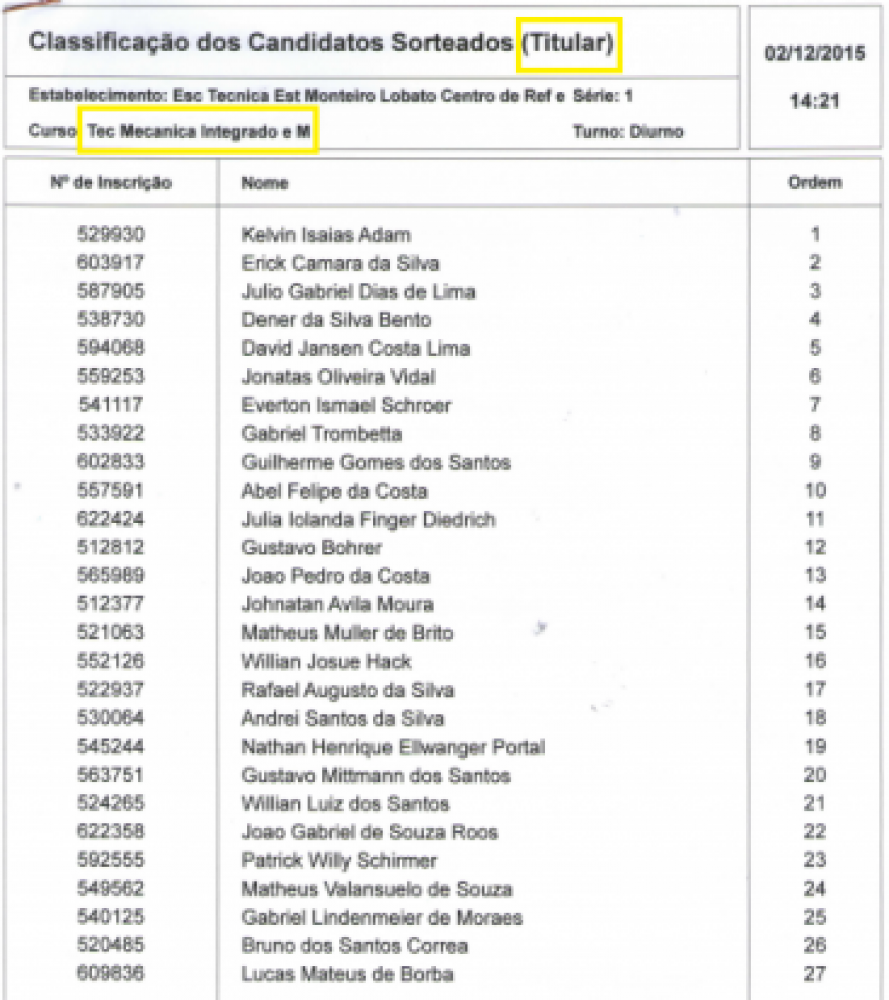 Classificação dos Candidatos Sorteados (Titular)
02/12/2015
Estabelecimento: Esc Tecnica Est Monteiro Lobato Centro de Ref e Série: 1
14:21
Curso Tec Mecanica Integrado e M Turno: Diurno
Nº de Inscrição Nome Ordem
529930 Kelvin Isaias Adam 1
603917 Erick Camara da Silva 2
587905 Julio Gabriel Dias de Lima 3
538730 Dener da Silva Bento 4
594068 David Jansen Costa Lima 5
559253 Jonatas Oliveira Vidal 6
541117 Everton Ismael Schroer 7
533922 Gabriel Trombetta 8
602833 Guilherme Gomes dos Santos 9
557591 Abel Felipe da Costa 10
622424 Julia Iolanda Finger Diedrich 11
512812 Gustavo Bohrer 12
565989 Joao Pedro da Costa 13
512377 Johnatan Avila Moura 14
521063 Matheus Muller de Brito 15
552126 Willian Josue Hack 16
522937 Rafael Augusto da Silva 17
530064 Andrei Santos da Silva 18
545244 Nathan Henrique Ellwanger Portal 19
563751 Gustavo Mittmann dos Santos 20
524265 Willian Luiz dos Santos 21
622358 Joao Gabriel de Souza Roos 22
592555 Patrick Willy Schirmer 23
549562 Matheus Valansuelo de Souza 24
540125 Gabriel Lindenmeier de Moraes 25
520485 Bruno dos Santos Correa 26
609836 Lucas Mateus de Borba 27